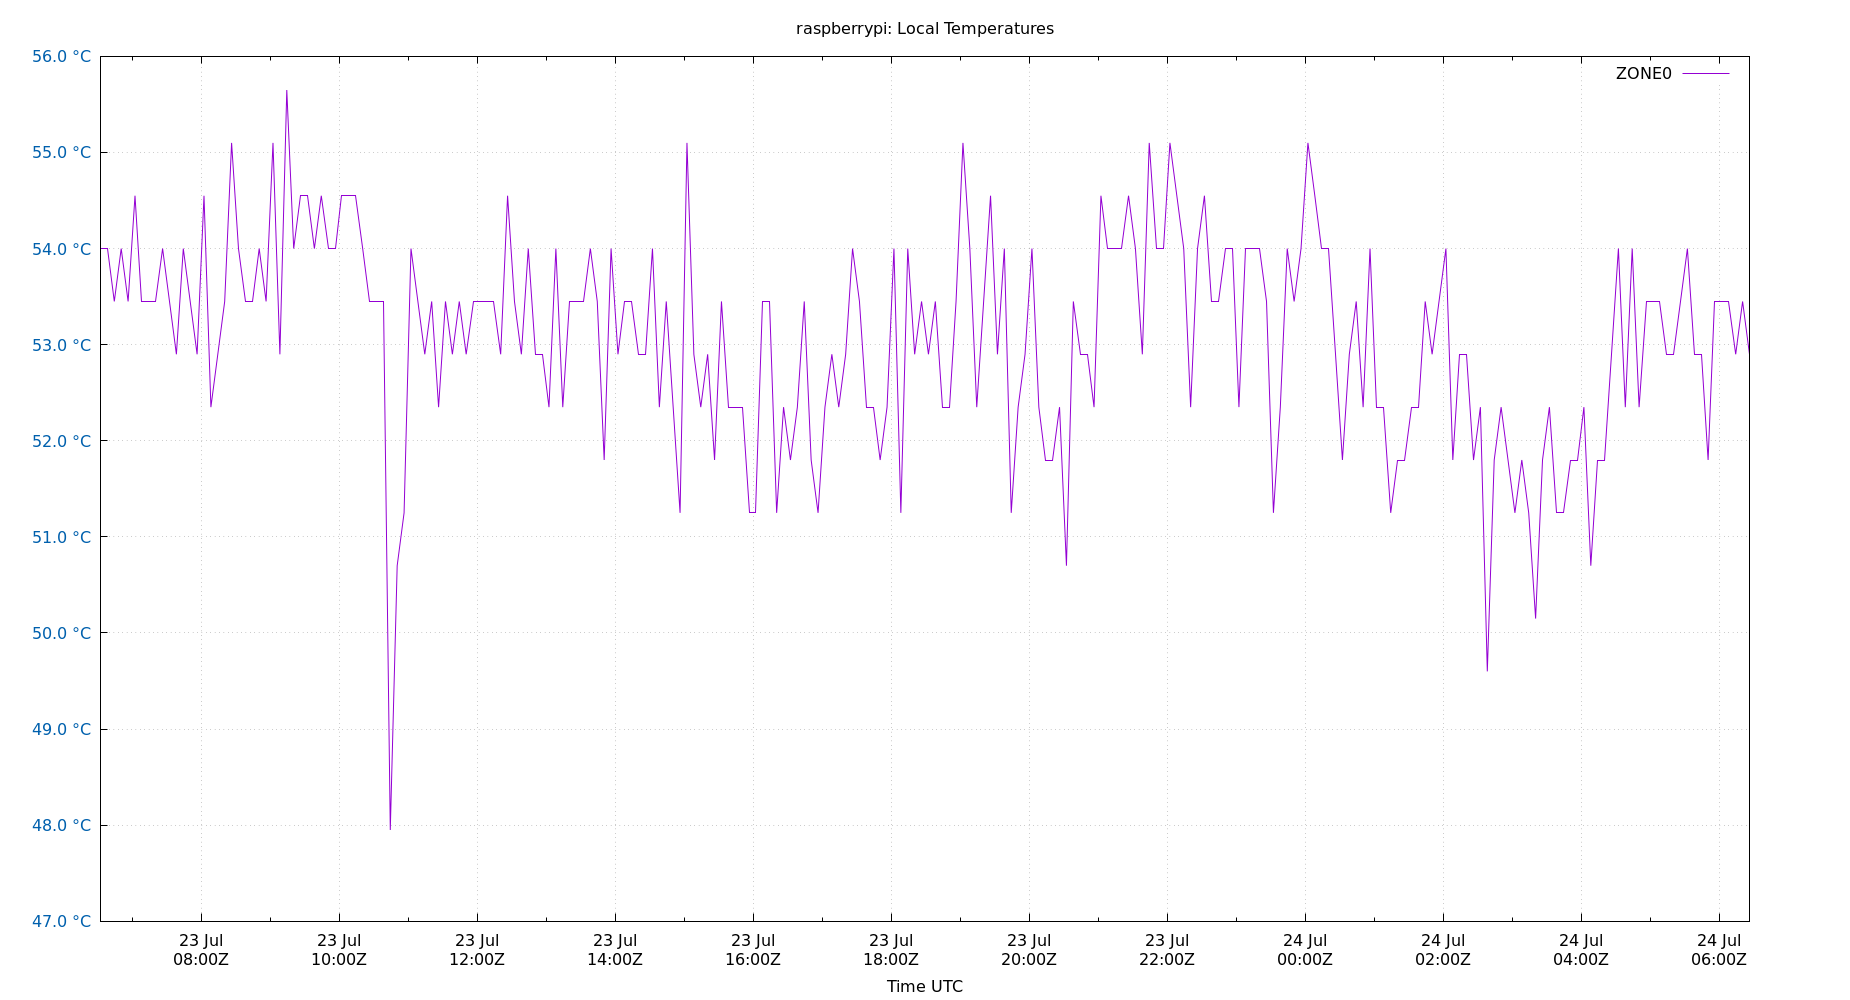 raspberrypi: Local Temperatures
56.0 °C
ZONE0
55.0 °C
54.0 °C
53.0 °C
52.0 °C
51.0 °C
50.0 °C
49.0 °C
48.0 °C
47.0 °C
23 Jul 23 Jul 23 Jul 23 Jul 23 Jul 23 Jul 23 Jul 23 Jul 24 Jul 24 Jul 24 Jul 24 Jul
08:00Z 10:00Z 12:00Z 14:00Z 16:00Z 18:00Z 20:00Z 22:00Z 00:00Z 02:00Z 04:00Z 06:00Z
Time UTC